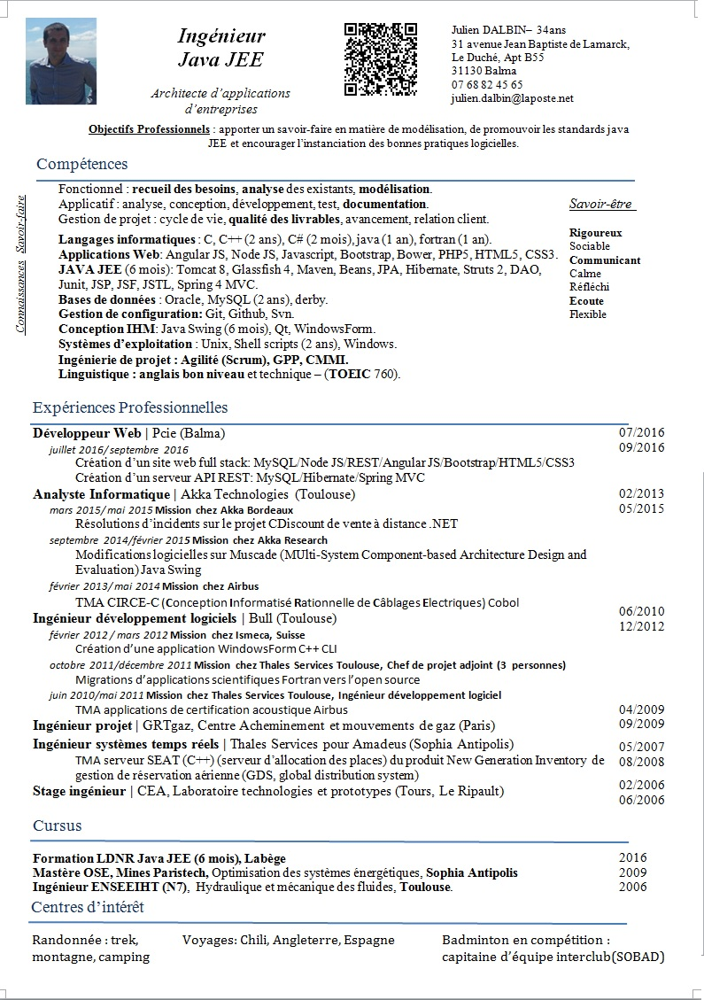 Ingénieur
Java JEE
Architecte d’applications
d’entreprises
Julien DALBIN– 34ans
31 avenue Jean Baptiste de Lamarck,
Le Duché, Apt B55
31130 Balma
07 68 82 45 65
julien.dalbin@laposte.net
Objectifs Professionnels : apporter un savoir-faire en matière de modélisation, de promouvoir les standards java
JEE et encourager l’instanciation des bonnes pratiques logicielles.
Compétences
Savoir-faire
Fonctionnel : recueil des besoins, analyse des existants, modélisation.
Applicatif : analyse, conception, développement, test, documentation.
Gestion de projet : cycle de vie, qualité des livrables, avancement, relation client.
Connaissances
Langages informatiques : C, C++ (2 ans), C# (2 mois), java (1 an), fortran (1 an).
Applications Web: Angular JS, Node JS, Javascript, Bootstrap, Bower, PHP5, HTML5, CSS3.
JAVA JEE (6 mois): Tomcat 8, Glassfish 4, Maven, Beans, JPA, Hibernate, Struts 2, DAO,
Junit, JSP, JSF, JSTL, Spring 4 MVC.
Bases de données : Oracle, MySQL (2 ans), derby.
Gestion de configuration: Git, Github, Svn.
Conception IHM: Java Swing (6 mois), Qt, WindowsForm.
Systèmes d’exploitation : Unix, Shell scripts (2 ans), Windows.
Ingénierie de projet : Agilité (Scrum), GPP, CMMI.
Linguistique : anglais bon niveau et technique – (TOEIC 760).
Savoir-être
Rigoureux
Sociable
Communicant
Calme
Réfléchi
Ecoute
Flexible
Expériences Professionnelles
Développeur Web | Pcie (Balma) 07/2016
juillet 2016/ septembre 2016 09/2016
Création d’un site web full stack: MySQL/Node JS/REST/Angular JS/Bootstrap/HTML5/CSS3
Création d’un serveur API REST: MySQL/Hibernate/Spring MVC
Analyste Informatique | Akka Technologies (Toulouse) 02/2013
mars 2015/ mai 2015 Mission chez Akka Bordeaux 05/2015
Résolutions d’incidents sur le projet CDiscount de vente à distance .NET
septembre 2014/février 2015 Mission chez Akka Research
Modifications logicielles sur Muscade (MUlti-System Component-based Architecture Design and
Evaluation) Java Swing
février 2013/ mai 2014 Mission chez Airbus
TMA CIRCE-C (Conception Informatisé Rationnelle de Câblages Electriques) Cobol
Ingénieur développement logiciels | Bull (Toulouse) 06/2010
12/2012
février 2012 / mars 2012 Mission chez Ismeca, Suisse
Création d’une application WindowsForm C++ CLI
octobre 2011/décembre 2011 Mission chez Thales Services Toulouse, Chef de projet adjoint (3 personnes)
Migrations d’applications scientifiques Fortran vers l’open source
juin 2010/mai 2011 Mission chez Thales Services Toulouse, Ingénieur développement logiciel
TMA applications de certification acoustique Airbus 04/2009
Ingénieur projet | GRTgaz, Centre Acheminement et mouvements de gaz (Paris) 09/2009
Ingénieur systèmes temps réels | Thales Services pour Amadeus (Sophia Antipolis) 05/2007
TMA serveur SEAT (C++) (serveur d’allocation des places) du produit New Generation Inventory de 08/2008
gestion de réservation aérienne (GDS, global distribution system)
Stage ingénieur | CEA, Laboratoire technologies et prototypes (Tours, Le Ripault) 02/2006
06/2006
Cursus
Formation LDNR Java JEE (6 mois), Labège 2016
Mastère OSE, Mines Paristech, Optimisation des systèmes énergétiques, Sophia Antipolis 2009
Ingénieur ENSEEIHT (N7), Hydraulique et mécanique des fluides, Toulouse. 2006
Centres d’intérêt
Randonnée : trek,
montagne, camping
Voyages: Chili, Angleterre, Espagne
Badminton en compétition :
capitaine d’équipe interclub(SOBAD)